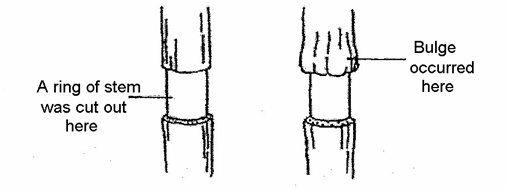 A ring of stem
was cut out
here
Bulge
occurred
here